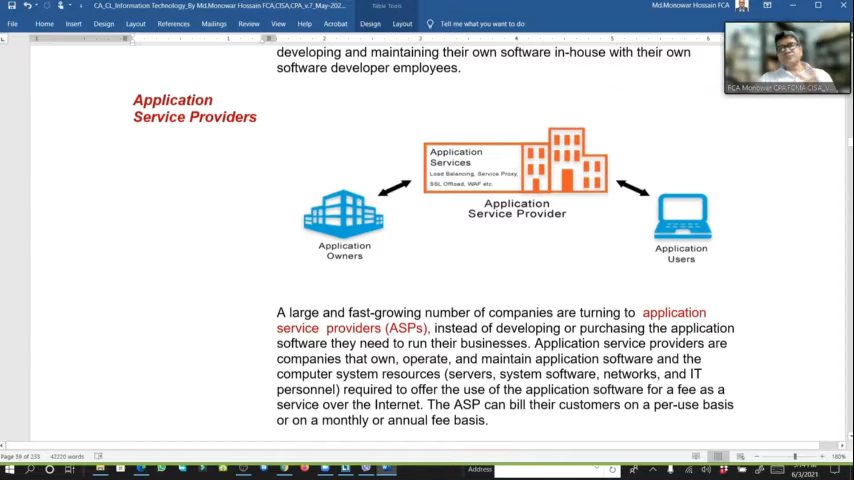 CA_CL_Information Technology_By Md.Monowar Hossain FCA,CISA,CPA_v.7_May-202...
Table Tools
Md.Monowar Hossain FCA
File Home Insert Design Layout References Mailings Review View Help Acrobat Design Layout Tell me what you want to do
developing and maintaining their own software in-house with their own
software developer employees.
FCA Monowar CPA,FCMA,CISA_V...
Application
Service Providers
Application
Services
Load Balancing, Service Proxy,
SSL Offload, WAF etc.
Application
Service Provider
Application
Owners
Application
Users
A large and fast-growing number of companies are turning to application
service providers (ASPs), instead of developing or purchasing the application
software they need to run their businesses. Application service providers are
companies that own, operate, and maintain application software and the
computer system resources (servers, system software, networks, and IT
personnel) required to offer the use of the application software for a fee as a
service over the Internet. The ASP can bill their customers on a per-use basis
or on a monthly or annual fee basis.
Page 59 of 233 42220 words
180%
Address
6/3/2021